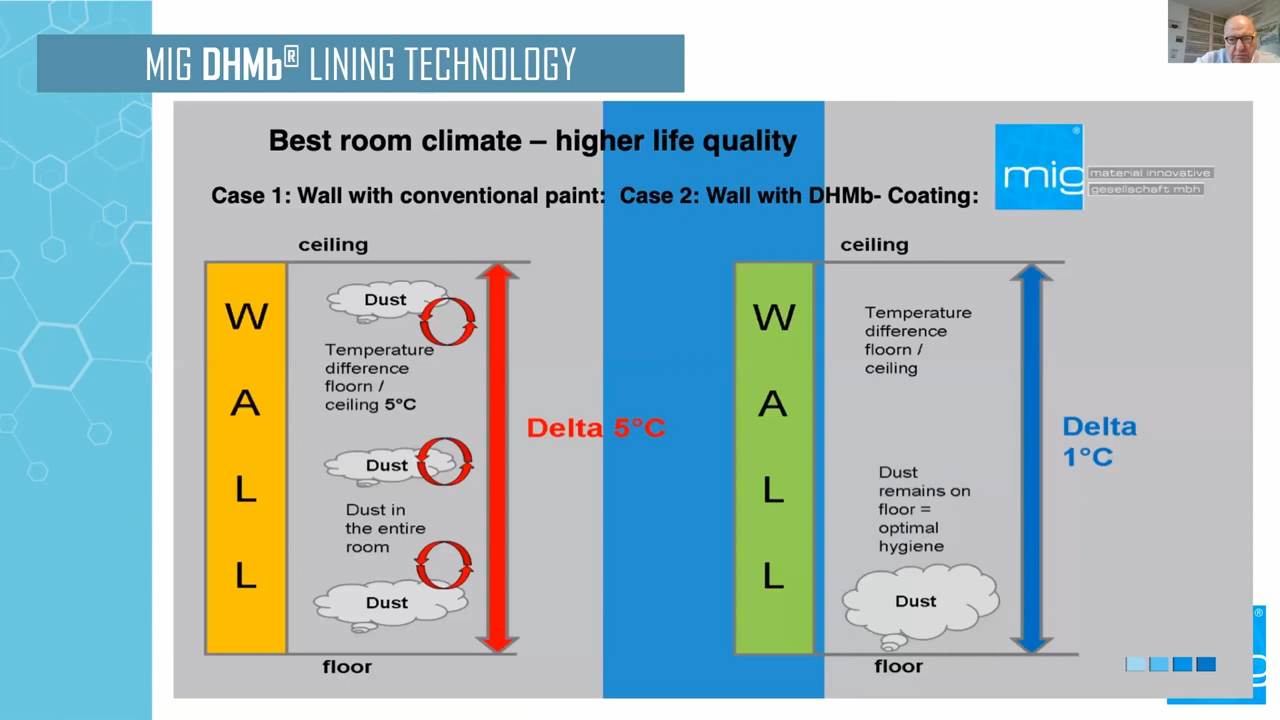 MIG DHMb® LINING TECHNOLOGY
Best room climate – higher life quality
mig®
material innovative
gesellschaft mbh
Case 1: Wall with conventional paint:
Case 2: Wall with DHMb- Coating:
ceiling
W
A
L
L
Dust
Temperature
difference
floorn /
ceiling 5°C
Dust
Dust in
the entire
room
Dust
Delta 5°C
floor
ceiling
W
A
L
L
Temperature
difference
floorn /
ceiling
Dust
remains on
floor =
optimal
hygiene
Dust
Delta
1°C
floor
®